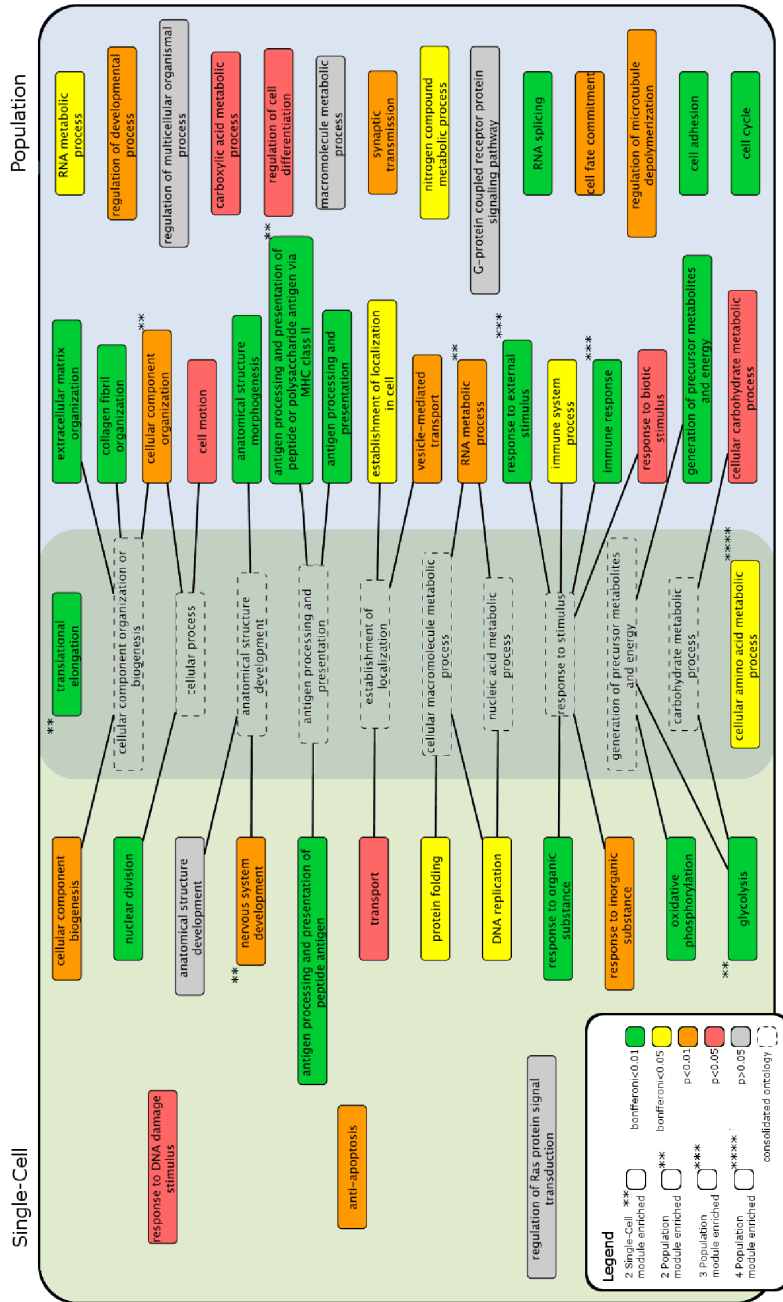 Single-Cell
Population
response to DNA damage
stimulus
anti-apoptosis
regulation of Ras protein signal
transduction
cellular component
biogenesis
nuclear division
anatomical structure
development
**
nervous system
development
antigen processing and presentation of
peptide antigen
transport
protein folding
DNA replication
response to organic
substance
response to inorganic
substance
oxidative
phosphorylation
**
glycolysis
**
translational
elongation
cellular component organization or
biogenesis
cellular process
anatomical structure
development
antigen processing and
presentation
establishment of
localization
cellular macromolecule metabolic
process
nucleic acid metabolic
process
response to stimulus
generation of precursor metabolites
and energy
carbohydrate metabolic
process
****
cellular amino acid metabolic
process
extracellular matrix
organization
collagen fibril
organization
**
cellular component
organization
cell motion
anatomical structure
morphogenesis
**
antigen processing and presentation of
peptide or polysaccharide antigen via
MHC class II
antigen processing and
presentation
establishment of localization
in cell
vesicle-mediated
transport
**
RNA metabolic
process
***
response to external
stimulus
immune system
process
***
immune response
response to biotic
stimulus
generation of precursor metabolites
and energy
cellular carbohydrate metabolic
process
RNA metabolic
process
regulation of developmental
process
regulation of multicellular organismal
process
carboxylic acid metabolic
process
regulation of cell
differentiation
macromolecule metabolic
process
synaptic
transmission
nitrogen compound
metabolic process
G-protein coupled receptor protein
signaling pathway
RNA splicing
cell fate commitment
regulation of microtubule
depolymerization
cell adhesion
cell cycle
Legend
2 Single-Cell **
module enriched
2 Population **
module enriched
3 Population ***
module enriched
4 Population ****
module enriched
bonfferoni<0.01
bonfferoni<0.05
p<0.01
p<0.05
p>0.05
consolidated ontology